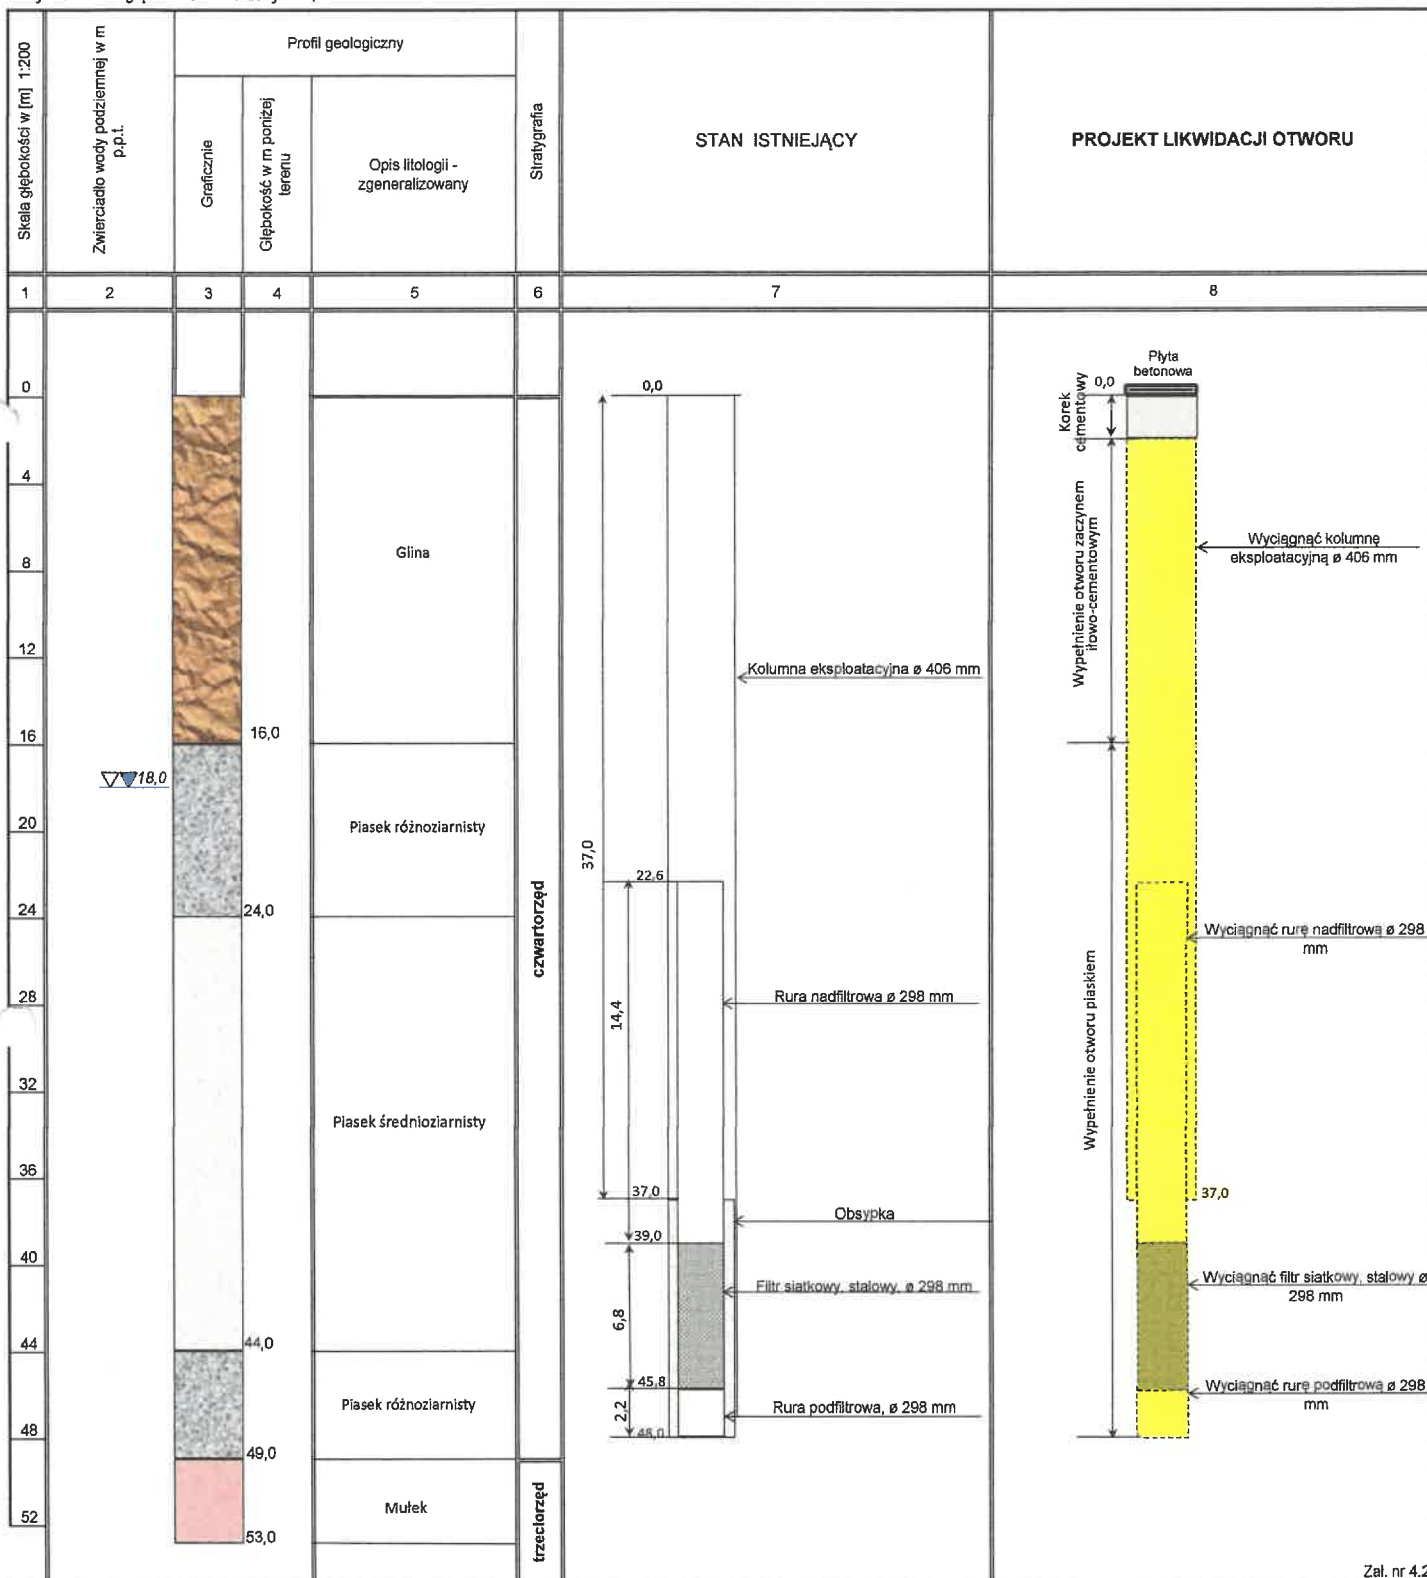 Skala głębokości w [m] 1:200
Zwierciadło wody podziemnej w m
p.p.t.
Profil geologiczny
Graficznie
Głębokość w m poniżej
terenu
Opis litologii -
zgeneralizowany
Stratygrafia
STAN ISTNIEJĄCY
PROJEKT LIKWIDACJI OTWORU
1
2
3
4
5
6
7
8
0
4
8
12
16
20
24
28
32
36
40
44
48
52
18,0
16,0
24,0
44,0
49,0
53,0
Glina
Piasek różnoziarnisty
Piasek średnioziarnisty
Piasek różnoziarnisty
Mułek
czwartorzęd
trzeciorzęd
0,0
37,0
22,6
14,4
37,0
39,0
6,8
45,8
2,2
48,0
Kolumna eksploatacyjna ø 406 mm
Rura nadfiltrowa ø 298 mm
Obsypka
Filtr siatkowy, stalowy, ø 298 mm
Rura podfiltrowa, ø 298 mm
Płyta
betonowa
0,0
Korek
cementowy
Wypełnienie otworu zaczynem
iłowo-cementowym
Wypełnienie otworu piaskiem
Wyciągnąć kolumnę
eksploatacyjną ø 406 mm
Wyciągnąć rurę nadfiltrową ø 298
mm
37,0
Wyciągnąć filtr siatkowy, stalowy ø
298 mm
Wyciągnąć rurę podfiltrową ø 298
mm
Zał. nr 4.2